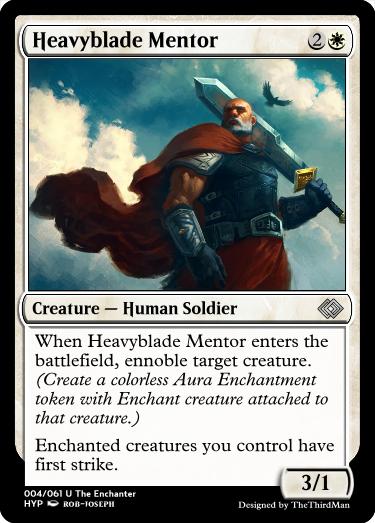 Heavyblade Mentor 2
Creature — Human Soldier
When Heavyblade Mentor enters the
battlefield, ennoble target creature.
(Create a colorless Aura Enchantment
token with Enchant creature attached to
that creature.)
Enchanted creatures you control have
first strike.
3/1
004/061 U The Enchanter
HYP ROB-JOSEPH
Designed by TheThirdMan